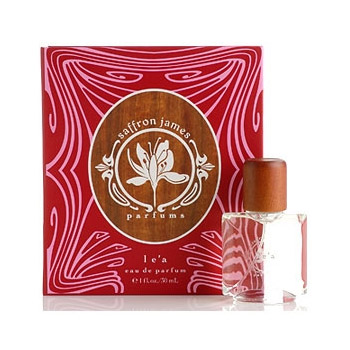 saffron james
parfums
le'a
eau de parfum
e 1 fl.oz./30 ml